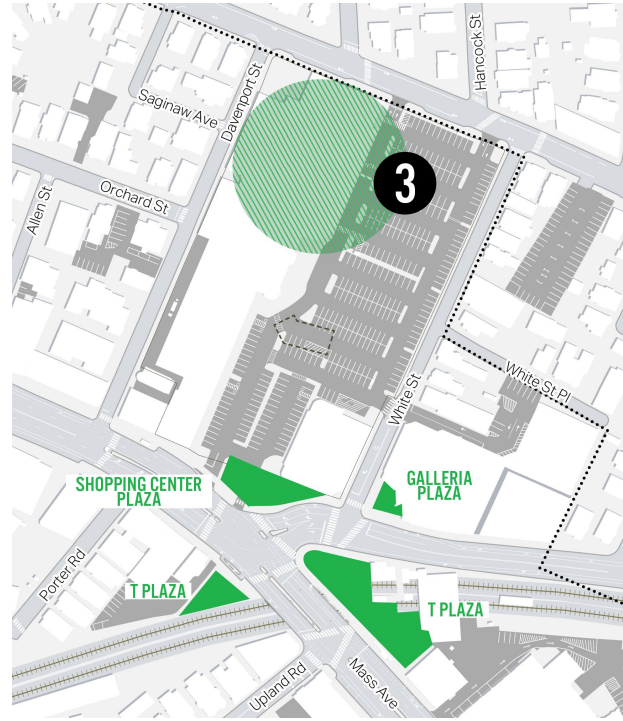 Hancock St
Davenport St
Saginaw Ave
3
Orchard St
Allen St
White St Pl
White St
SHOPPING CENTER
PLAZA
GALLERIA
PLAZA
Porter Rd
T PLAZA
T PLAZA
Mass Ave
Upland Rd